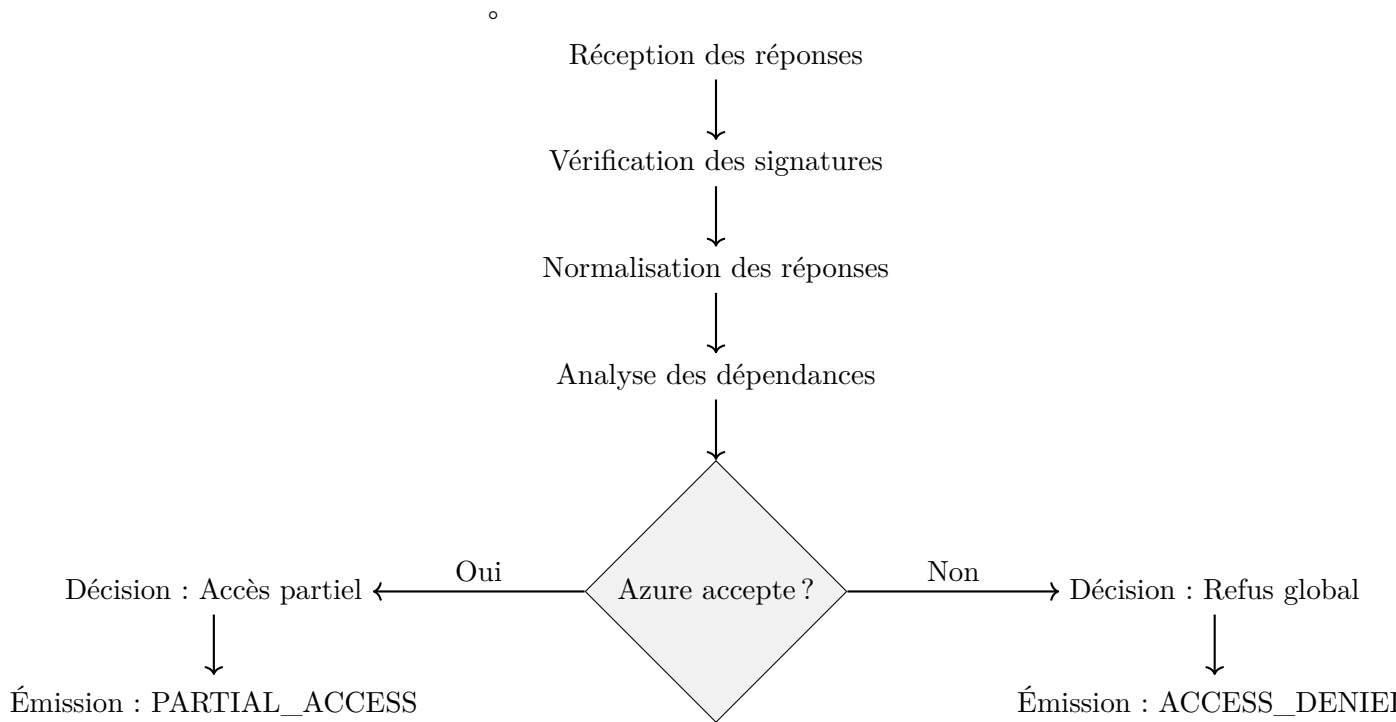 Réception des réponses
Vérification des signatures
Normalisation des réponses
Analyse des dépendances
Oui
Non
Décision : Accès partiel
Azure accepte ?
Décision : Refus global
Émission : PARTIAL_ACCESS
Émission : ACCESS_DENIE